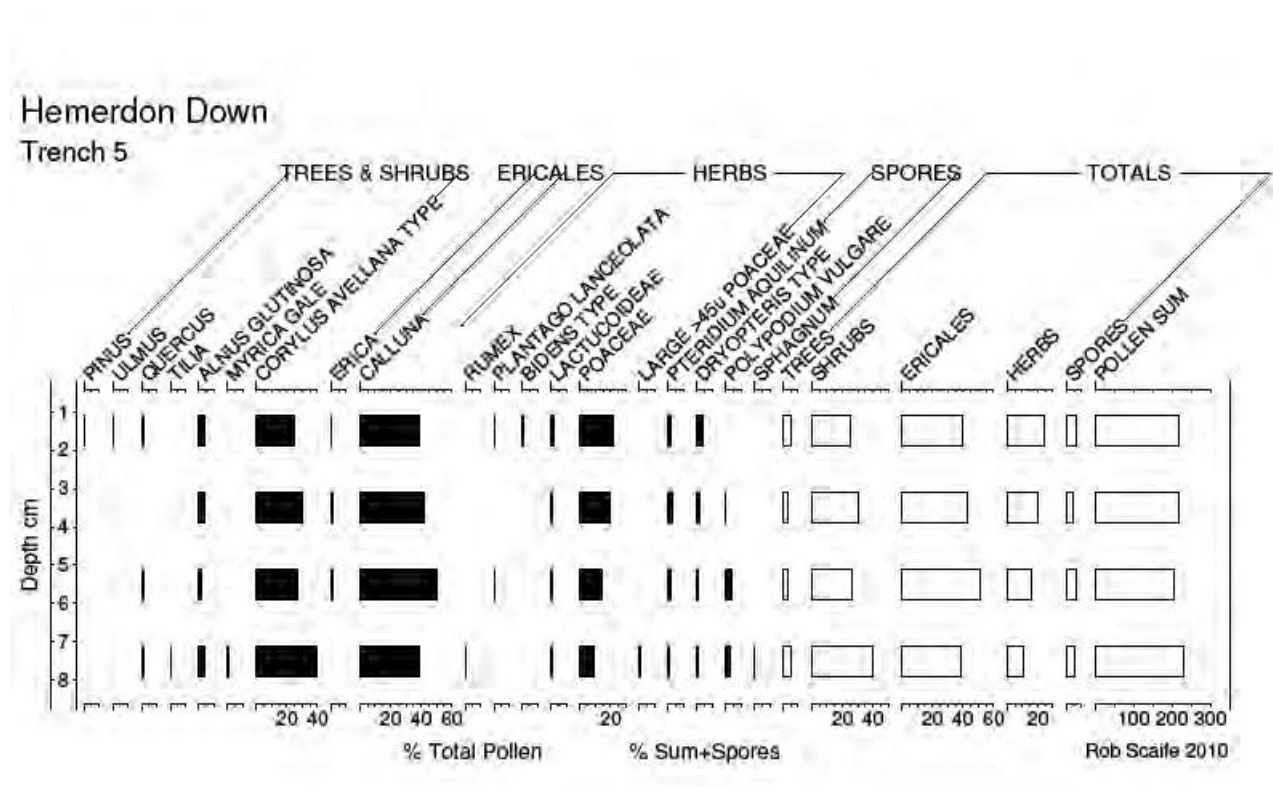 Hemerdon Down
Trench 5
TREES & SHRUBS ERICALES HERBS SPORES TOTALS
PINUS
ULMUS
QUERCUS
TILIA
ALNUS GLUTINOSA
MYRICA GALE
CORYLUS AVELLANA TYPE
ERICA
CALLUNA
RUMEX
PLANTAGO LANCEOLATA
BIDENS TYPE
LACTUCOIDEAE
POACEAE
LARGE >45u POACEAE
PTERIDIUM AQUILINUM
DRYOPTERIS TYPE
POLYPODIUM VULGARE
SPHAGNUM
TREES
SHRUBS
ERICALES
HERBS
SPORES
POLLEN SUM
Depth cm
1
2
3
4
5
6
7
8
20 40 20 40 60 20 20 40 20 40 60 20 100 200 300
% Total Pollen % Sum+Spores Rob Scaife 2010